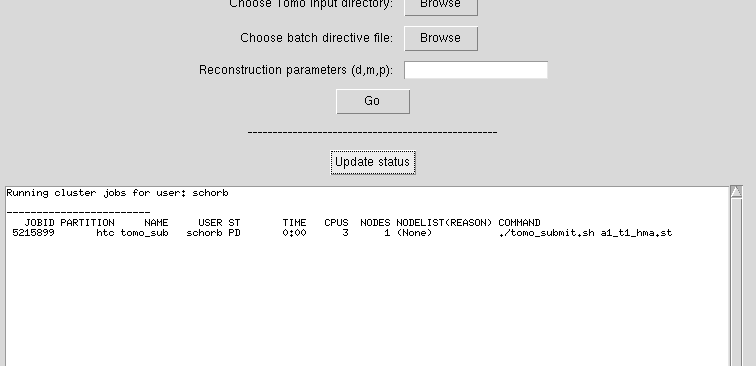 Choose Tomo input directory: Browse
Choose batch directive file: Browse
Reconstruction parameters (d,m,p):
Go
--------------------------------------------------
Update status
Running cluster jobs for user: schorb
------------------------
JOBID PARTITION NAME USER ST TIME CPUS NODES NODELIST(REASON) COMMAND
5215899 htc tomo_sub schorb PD 0:00 3 1 (None) ./tomo_submit.sh a1_t1_hma.st